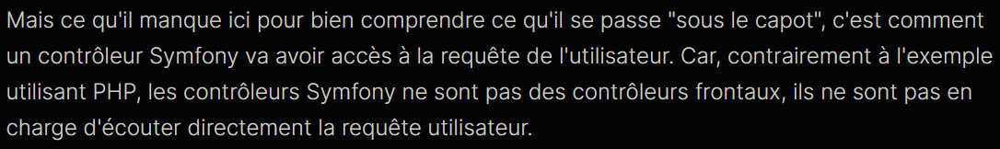 Mais ce qu'il manque ici pour bien comprendre ce qu'il se passe "sous le capot", c'est comment
un contrôleur Symfony va avoir accès à la requête de l'utilisateur. Car, contrairement à l'exemple
utilisant PHP, les contrôleurs Symfony ne sont pas des contrôleurs frontaux, ils ne sont pas en
charge d'écouter directement la requête utilisateur.